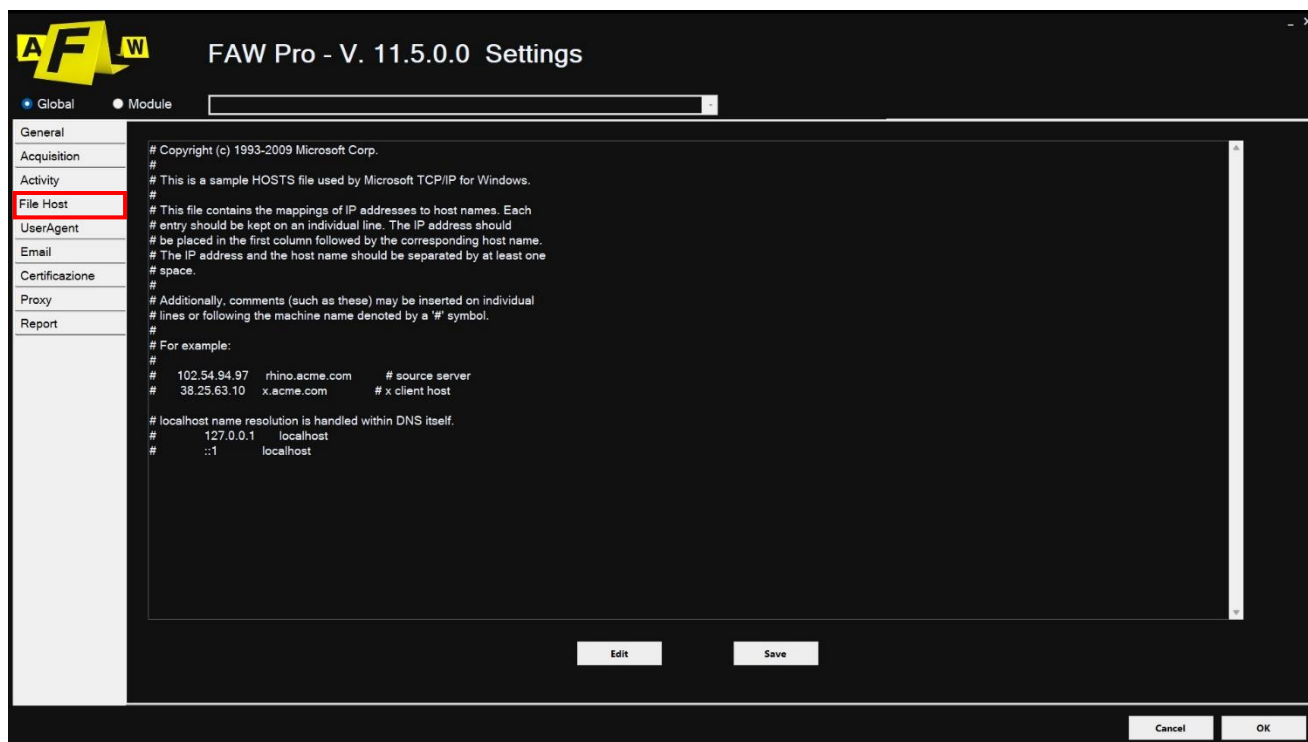 A F W
FAW Pro - V. 11.5.0.0 Settings
Global Module
General
Acquisition
Activity
File Host
UserAgent
Email
Certificazione
Proxy
Report
# Copyright (c) 1993-2009 Microsoft Corp.
#
# This is a sample HOSTS file used by Microsoft TCP/IP for Windows.
#
# This file contains the mappings of IP addresses to host names. Each
# entry should be kept on an individual line. The IP address should
# be placed in the first column followed by the corresponding host name.
# The IP address and the host name should be separated by at least one
# space.
#
# Additionally, comments (such as these) may be inserted on individual
# lines or following the machine name denoted by a '#' symbol.
#
# For example:
#
# 102.54.94.97 rhino.acme.com # source server
# 38.25.63.10 x.acme.com # x client host
# localhost name resolution is handled within DNS itself.
# 127.0.0.1 localhost
# ::1 localhost
Edit Save
Cancel OK